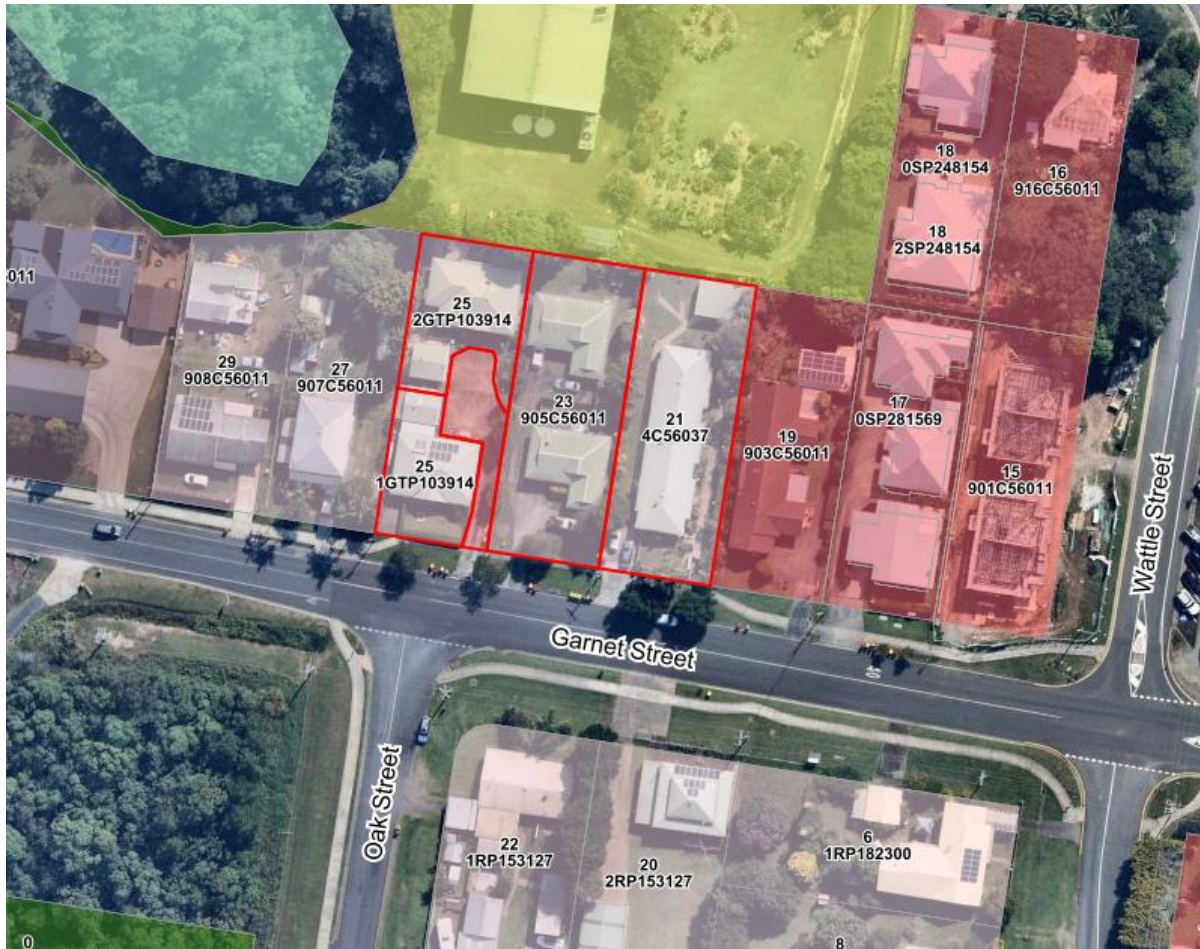 18
0SP248154
16
916C56011
18
2SP248154
011
25
2GTP103914
29
908C56011
27
907C56011
23
905C56011
21
4C56037
19
903C56011
17
0SP281569
15
901C56011
25
1GTP103914
Wattle Street
Garnet Street
40
Oak Street
22
1RP153127
20
2RP153127
6
1RP182300
0
8